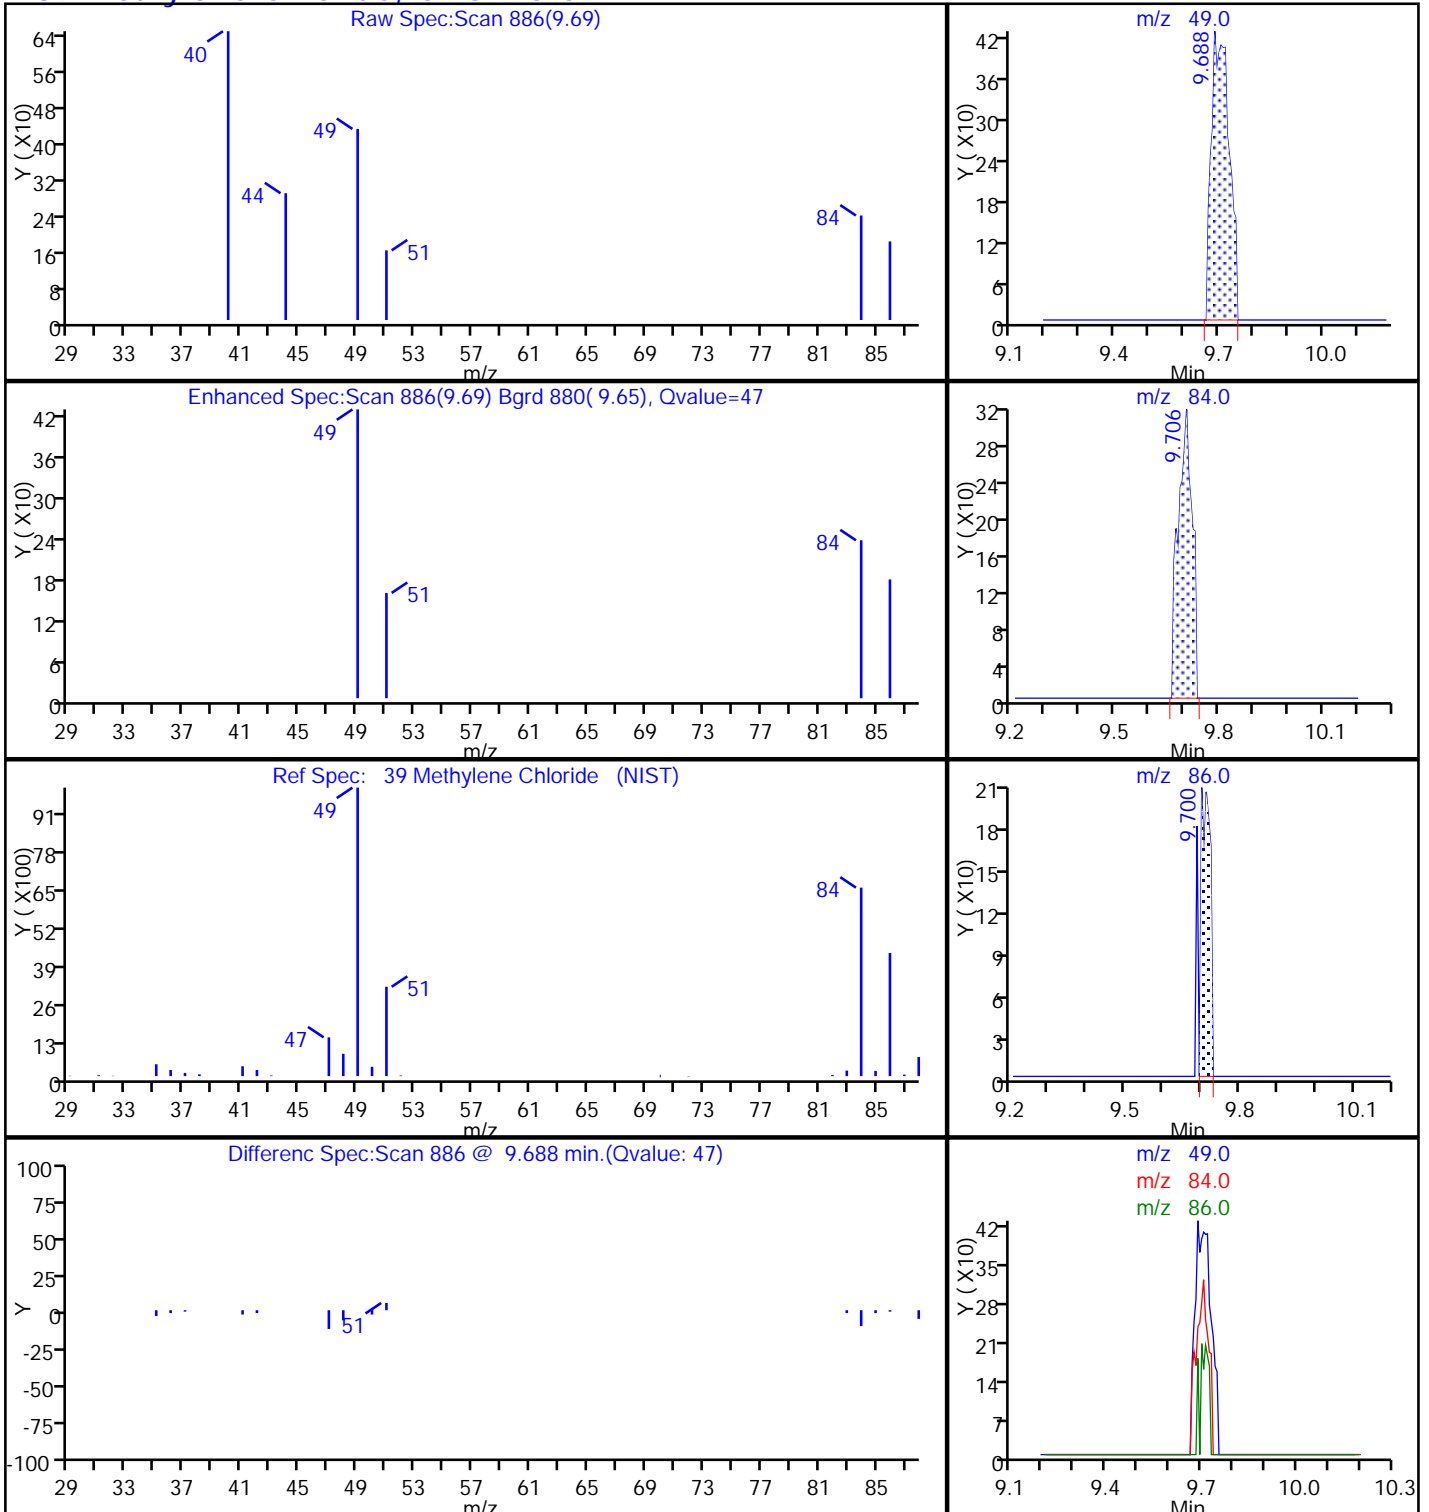 Raw Spec:Scan 886(9.69)
Y ( X10)
64
56
48
40
32
24
16
8
0
40
44
49
51
84
29 33 37 41 45 49 53 57 61 65 69 73 77 81 85
m/z
m/z 49.0
Y ( X10)
42
36
30
24
18
12
6
0
9.688
9.1 9.4 9.7 10.0
Min
Enhanced Spec:Scan 886(9.69) Bgrd 880( 9.65), Qvalue=47
Y ( X10)
42
36
30
24
18
12
6
0
49
51
84
29 33 37 41 45 49 53 57 61 65 69 73 77 81 85
m/z
m/z 84.0
Y ( X10)
32
28
24
20
16
12
8
4
0
9.706
9.2 9.5 9.8 10.1
Min
Ref Spec: 39 Methylene Chloride (NIST)
Y ( X100)
91
78
65
52
39
26
13
0
47
49
51
84
29 33 37 41 45 49 53 57 61 65 69 73 77 81 85
m/z
m/z 86.0
Y ( X10)
21
18
15
12
9
6
3
0
9.700
9.2 9.5 9.8 10.1
Min
Differenc Spec:Scan 886 @ 9.688 min.(Qvalue: 47)
Y
100
75
50
25
0
-25
-50
-75
-100
51
29 33 37 41 45 49 53 57 61 65 69 73 77 81 85
m/z
m/z 49.0
m/z 84.0
m/z 86.0
Y ( X10)
42
35
28
21
14
7
0
9.1 9.4 9.7 10.0 10.3
Min